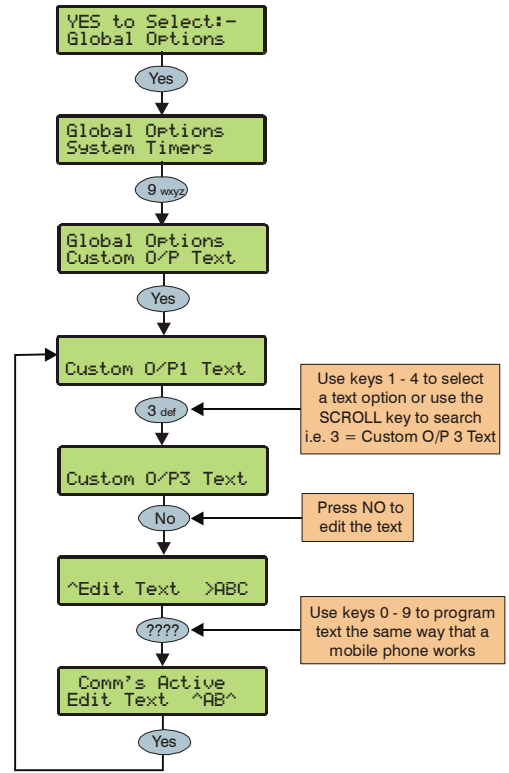 YES to Select:-
Global Options
Yes
Global Options
System Timers
9 wxyz
Global Options
Custom O/P Text
Yes
Custom O/P1 Text
Use keys 1 - 4 to select
a text option or use the
SCROLL key to search
i.e. 3 = Custom O/P 3 Text
3 def
Custom O/P3 Text
Press NO to
edit the text
No
^Edit Text >ABC
Use keys 0 - 9 to program
text the same way that a
mobile phone works
????
Comm's Active
Edit Text ^AB^
Yes